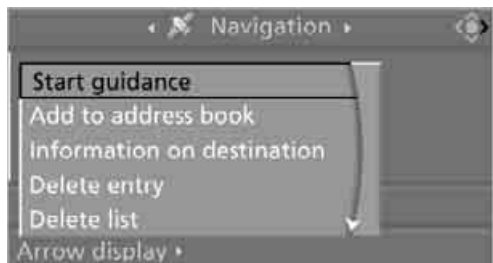 Navigation
Start guidance
Add to address book
Information on destination
Delete entry
Delete list
Arrow display